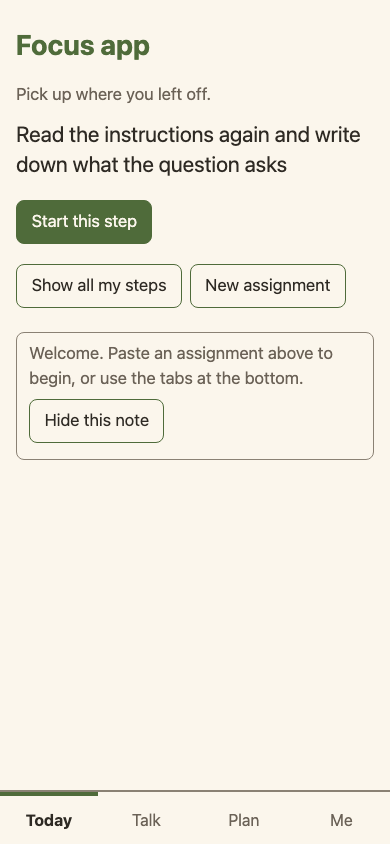 Focus app
Pick up where you left off.
Read the instructions again and write
down what the question asks
Start this step
Show all my steps
New assignment
Welcome. Paste an assignment above to
begin, or use the tabs at the bottom.
Hide this note
Today
Talk
Plan
Me